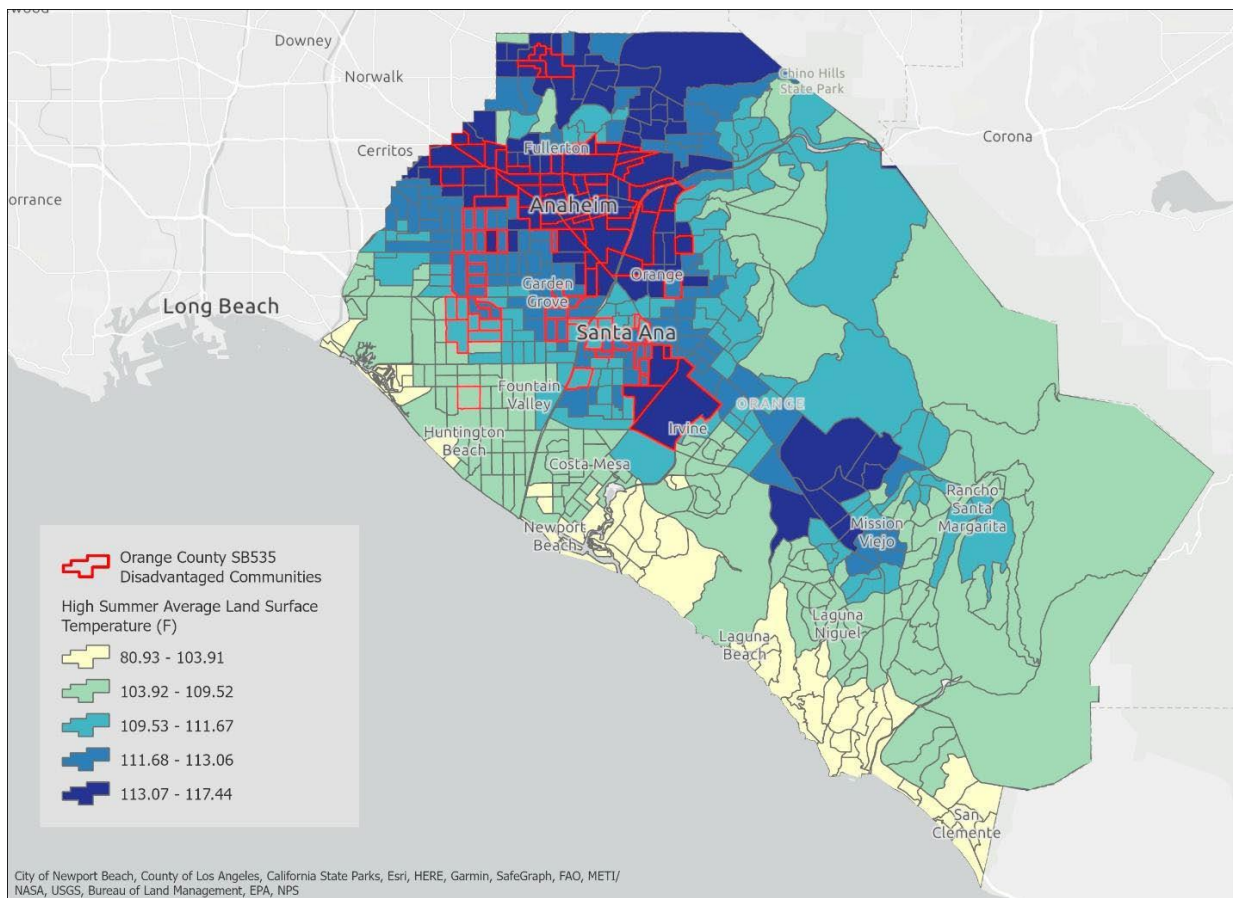 wood
Downey
Norwalk
Chino Hills
State Park
Corona
Cerritos
Fullerton
orrance
Anaheim
Orange
Long Beach
Garden
Grove
Santa Ana
Fountain
Valley
ORANGE
Irvine
Huntington
Beach
Costa Mesa
Rancho
Santa
Margarita
Newport
Beach
Mission
Viejo
Laguna
Niguel
Laguna
Beach
San
Clemente
Orange County SB535
Disadvantaged Communities
High Summer Average Land Surface
Temperature (F)
80.93 - 103.91
103.92 - 109.52
109.53 - 111.67
111.68 - 113.06
113.07 - 117.44
City of Newport Beach, County of Los Angeles, California State Parks, Esri, HERE, Garmin, SafeGraph, FAO, METI/
NASA, USGS, Bureau of Land Management, EPA, NPS